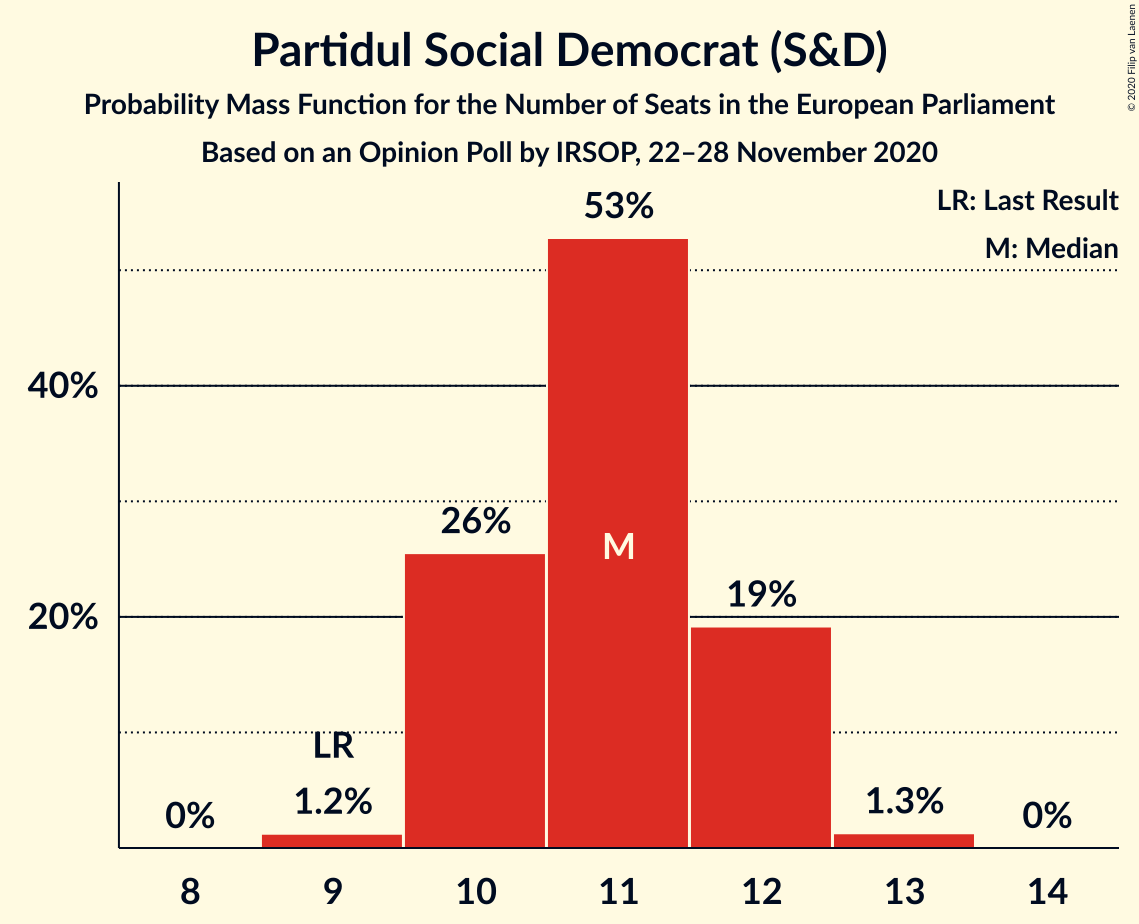 Partidul Social Democrat (S&D)
Probability Mass Function for the Number of Seats in the European Parliament
Based on an Opinion Poll by IRSOP, 22–28 November 2020
© 2020 Filip van Laenen
LR: Last Result
M: Median
53%
40%
26%
M
20%
19%
LR
0%
1.2%
1.3%
0%
8
9
10
11
12
13
14